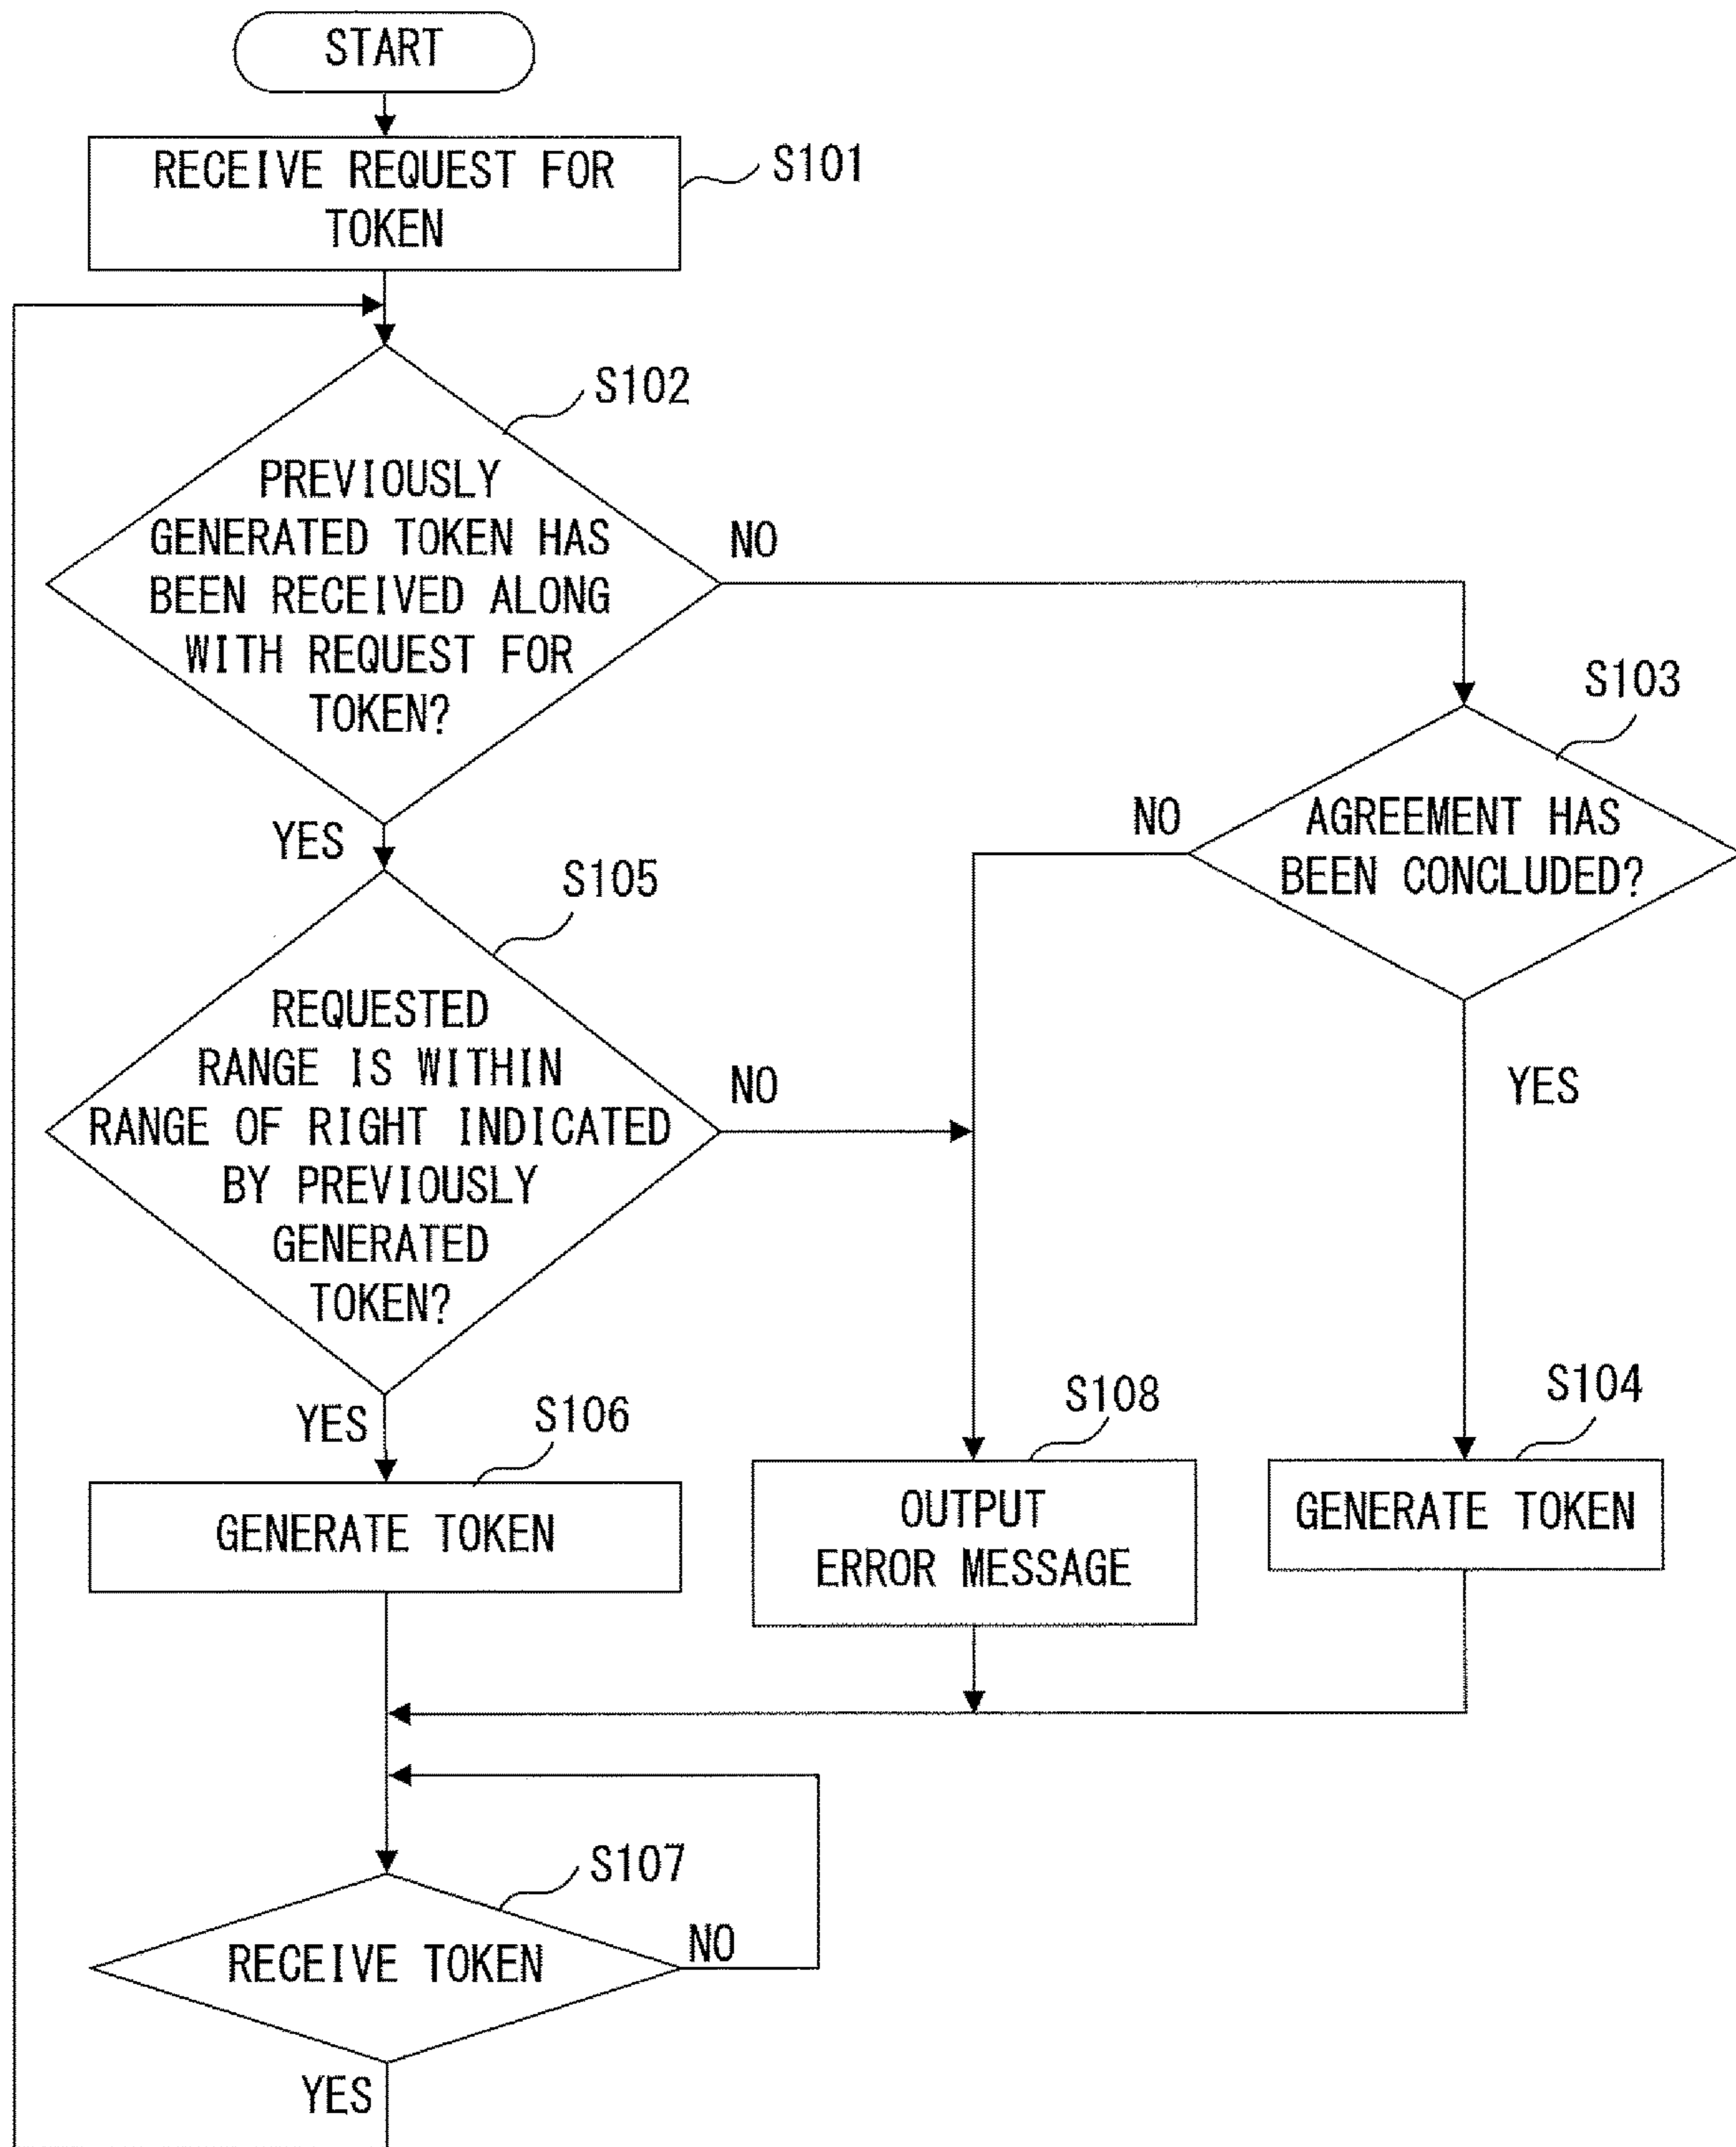 START
RECEIVE REQUEST FOR
TOKEN
S101
S102
PREVIOUSLY
GENERATED TOKEN HAS
BEEN RECEIVED ALONG
WITH REQUEST FOR
TOKEN?
NO
YES
S103
AGREEMENT HAS
BEEN CONCLUDED?
NO
YES
S105
REQUESTED
RANGE IS WITHIN
RANGE OF RIGHT INDICATED
BY PREVIOUSLY
GENERATED
TOKEN?
NO
YES
S106
GENERATE TOKEN
S108
OUTPUT
ERROR MESSAGE
S104
GENERATE TOKEN
S107
RECEIVE TOKEN
NO
YES